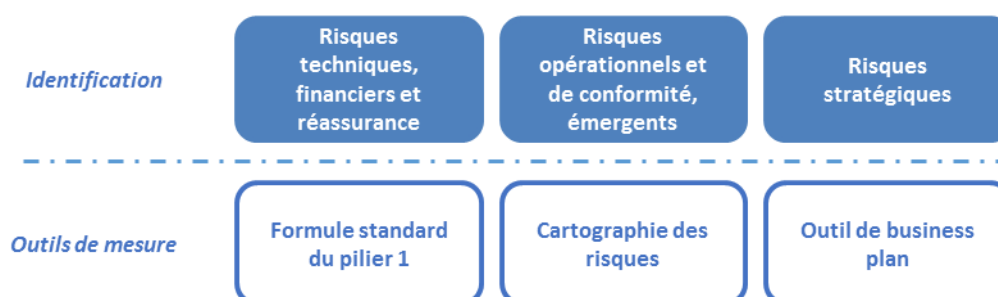 Identification
Risques
techniques,
financiers et
réassurance
Risques
opérationnels et
de conformité,
émergents
Risques
stratégiques
Outils de mesure
Formule standard
du pilier 1
Cartographie des
risques
Outil de business
plan